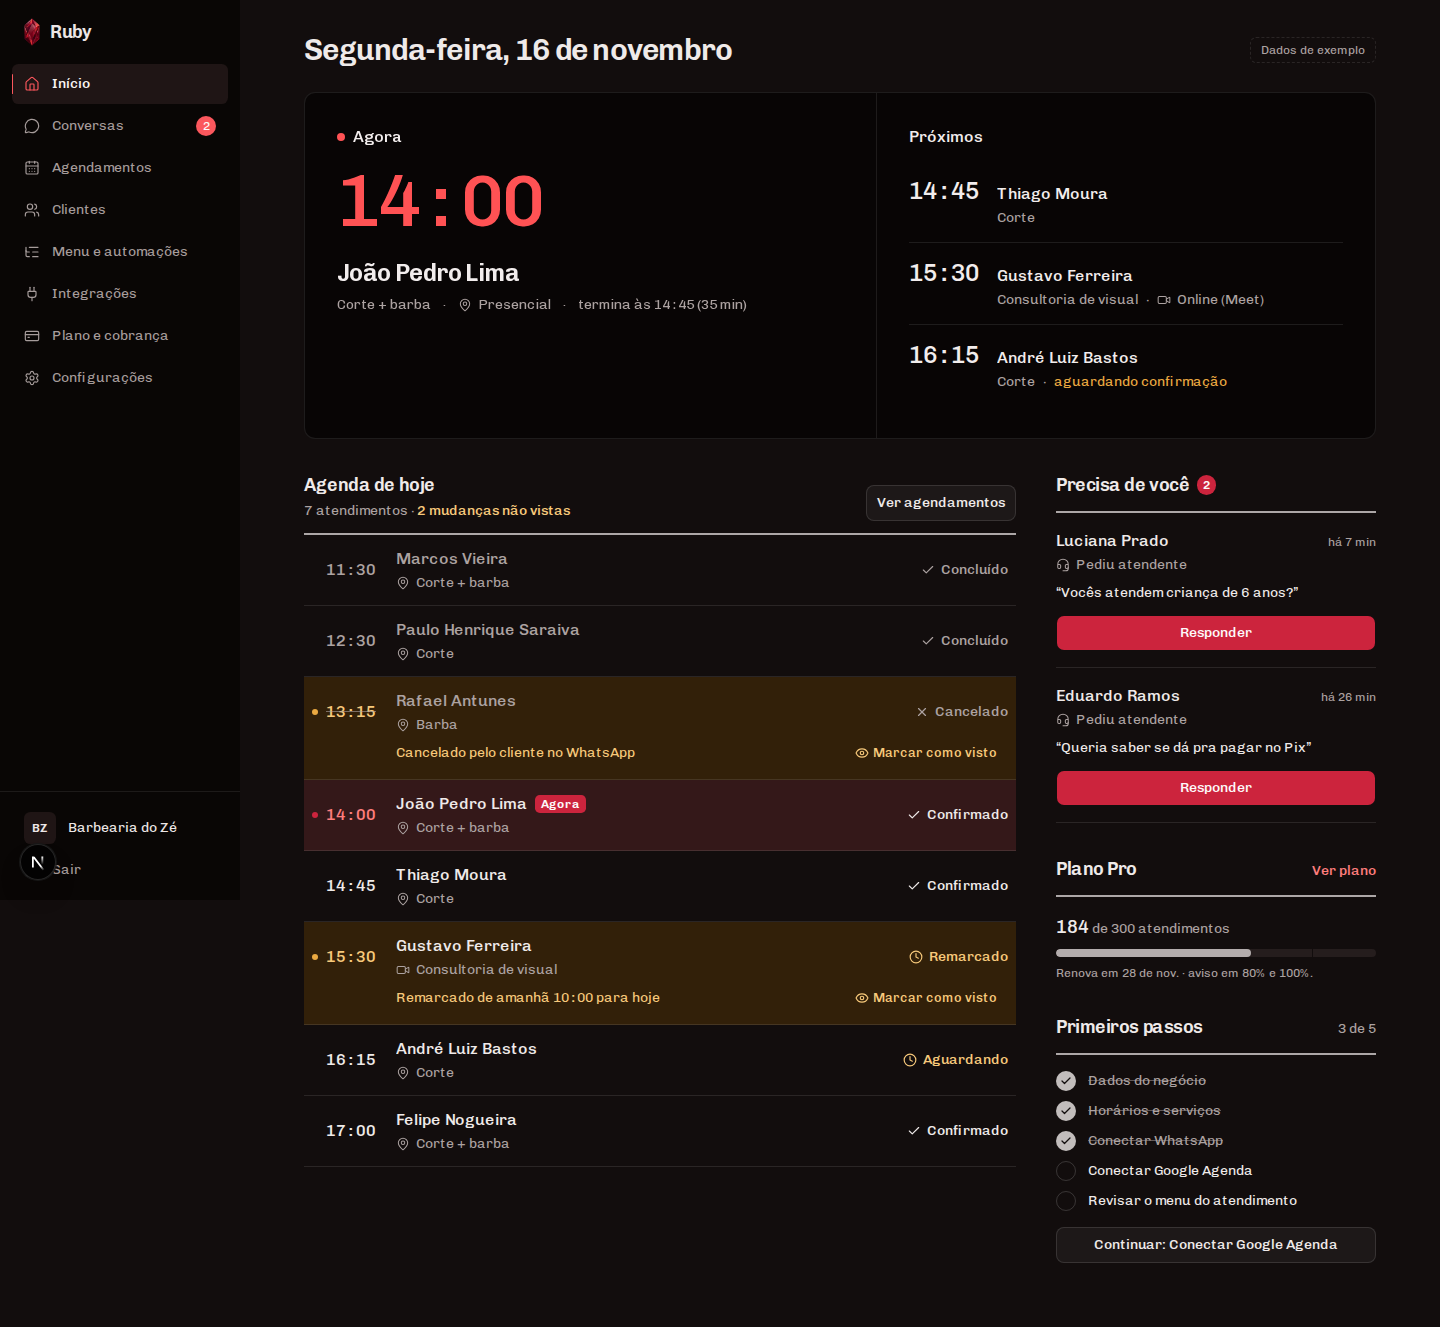 Ruby
Início
Conversas 2
Agendamentos
Clientes
Menu e automações
Integrações
Plano e cobrança
Configurações
BZ Barbearia do Zé
N Sair
Segunda-feira, 16 de novembro
Dados de exemplo
Agora
14:00
João Pedro Lima
Corte + barba · Presencial · termina às 14:45 (35 min)
Próximos
14:45 Thiago Moura
Corte
15:30 Gustavo Ferreira
Consultoria de visual · Online (Meet)
16:15 André Luiz Bastos
Corte · aguardando confirmação
Agenda de hoje
7 atendimentos · 2 mudanças não vistas
Ver agendamentos
11:30 Marcos Vieira
Corte + barba
Concluído
12:30 Paulo Henrique Saraiva
Corte
Concluído
13:15 Rafael Antunes
Barba
Cancelado
Cancelado pelo cliente no WhatsApp
Marcar como visto
14:00 João Pedro Lima Agora
Corte + barba
Confirmado
14:45 Thiago Moura
Corte
Confirmado
15:30 Gustavo Ferreira
Consultoria de visual
Remarcado
Remarcado de amanhã 10:00 para hoje
Marcar como visto
16:15 André Luiz Bastos
Corte
Aguardando
17:00 Felipe Nogueira
Corte + barba
Confirmado
Precisa de você 2
Luciana Prado há 7 min
Pediu atendente
“Vocês atendem criança de 6 anos?”
Responder
Eduardo Ramos há 26 min
Pediu atendente
“Queria saber se dá pra pagar no Pix”
Responder
Plano Pro Ver plano
184 de 300 atendimentos
Renova em 28 de nov. · aviso em 80% e 100%.
Primeiros passos 3 de 5
Dados do negócio
Horários e serviços
Conectar WhatsApp
Conectar Google Agenda
Revisar o menu do atendimento
Continuar: Conectar Google Agenda